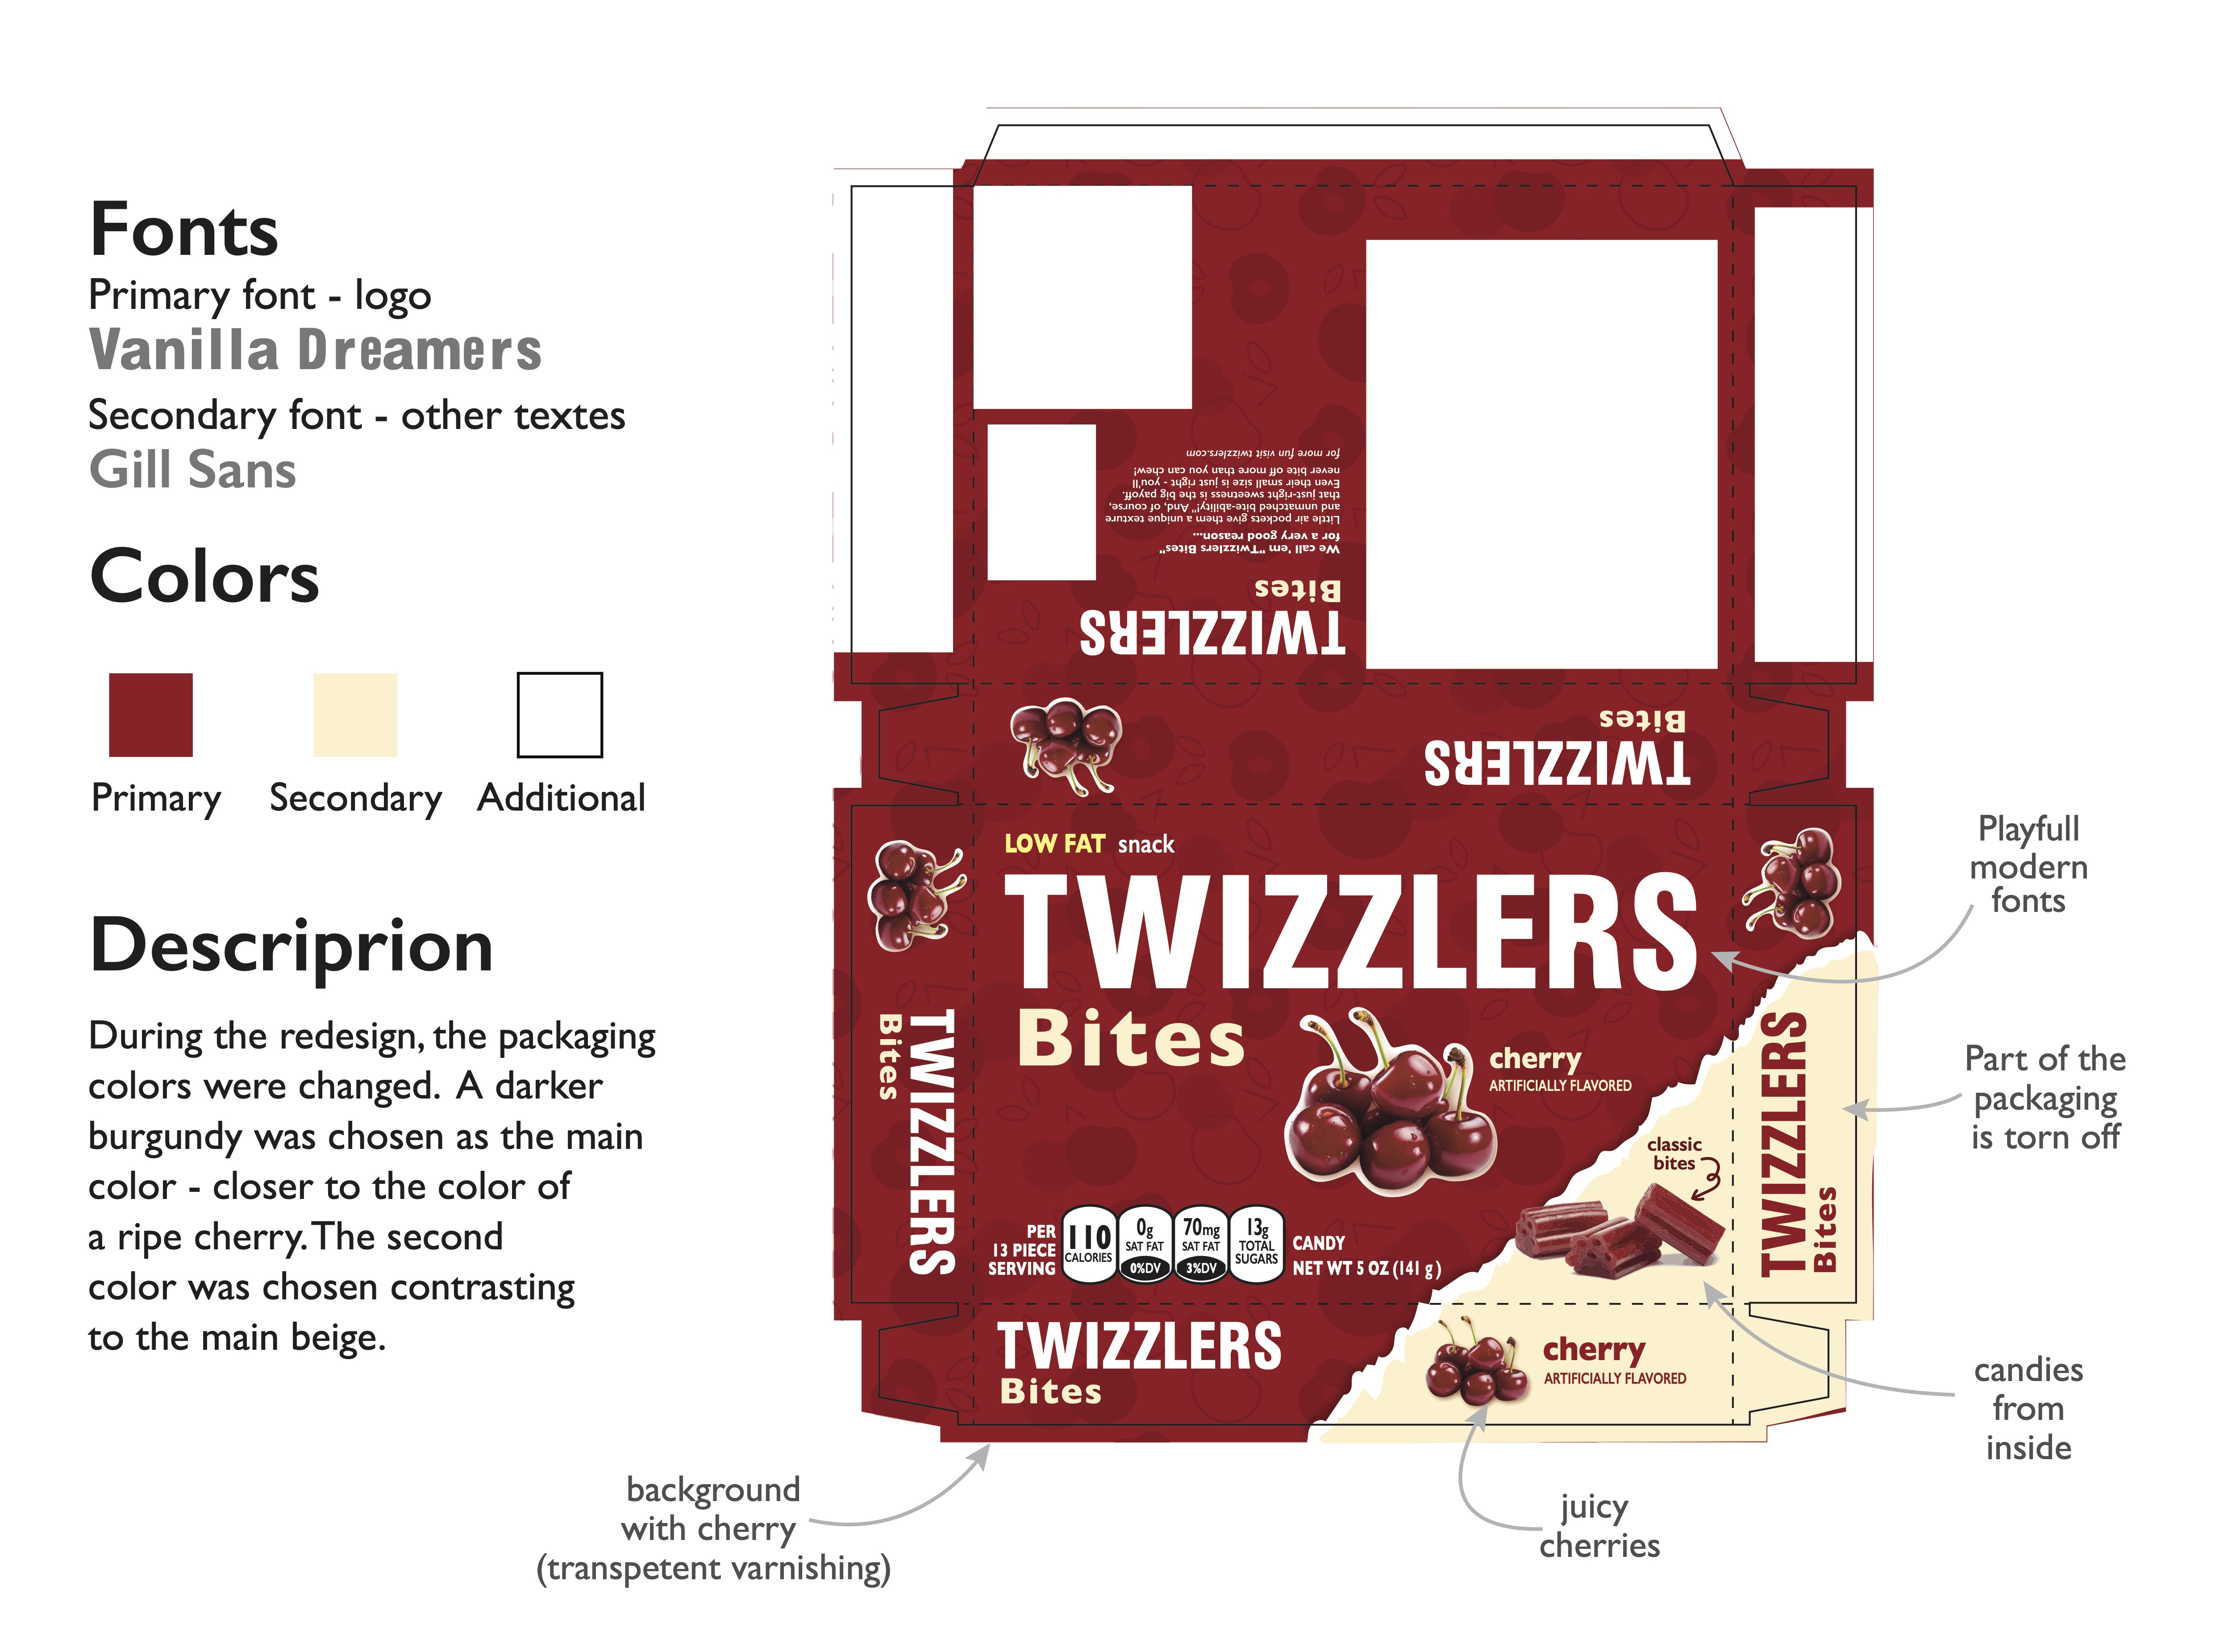 Fonts
Primary font - logo
Vanilla Dreamers
Secondary font - other textes
Gill Sans
Colors
Primary
Secondary
Additional
Descriprion
During the redesign, the packaging
colors were changed. A darker
burgundy was chosen as the main
color - closer to the color of
a ripe cherry. The second
color was chosen contrasting
to the main beige.
TWIZZLERS
Bites
We call 'em "Twizzlers Bites"
for a very good reason...
Little air pockets give them a unique texture
and unmatched bite-ability!" And, of course,
that just-right sweetness is the big payoff.
Even their small size is just right - you'll
never bite off more than you can chew!
for more fun visit twizzlers.com
TWIZZLERS
Bites
LOW FAT snack
TWIZZLERS
Bites
cherry
ARTIFICIALLY FLAVORED
classic
bites
PER
13 PIECE
SERVING
110
CALORIES
0g
SAT FAT
0%DV
70mg
SAT FAT
3%DV
13g
TOTAL
SUGARS
CANDY
NET WT 5 OZ (141 g)
TWIZZLERS
Bites
TWIZZLERS
Bites
TWIZZLERS
Bites
cherry
ARTIFICIALLY FLAVORED
Playfull
modern
fonts
Part of the
packaging
is torn off
candies
from
inside
juicy
cherries
background
with cherry
(transpetent varnishing)